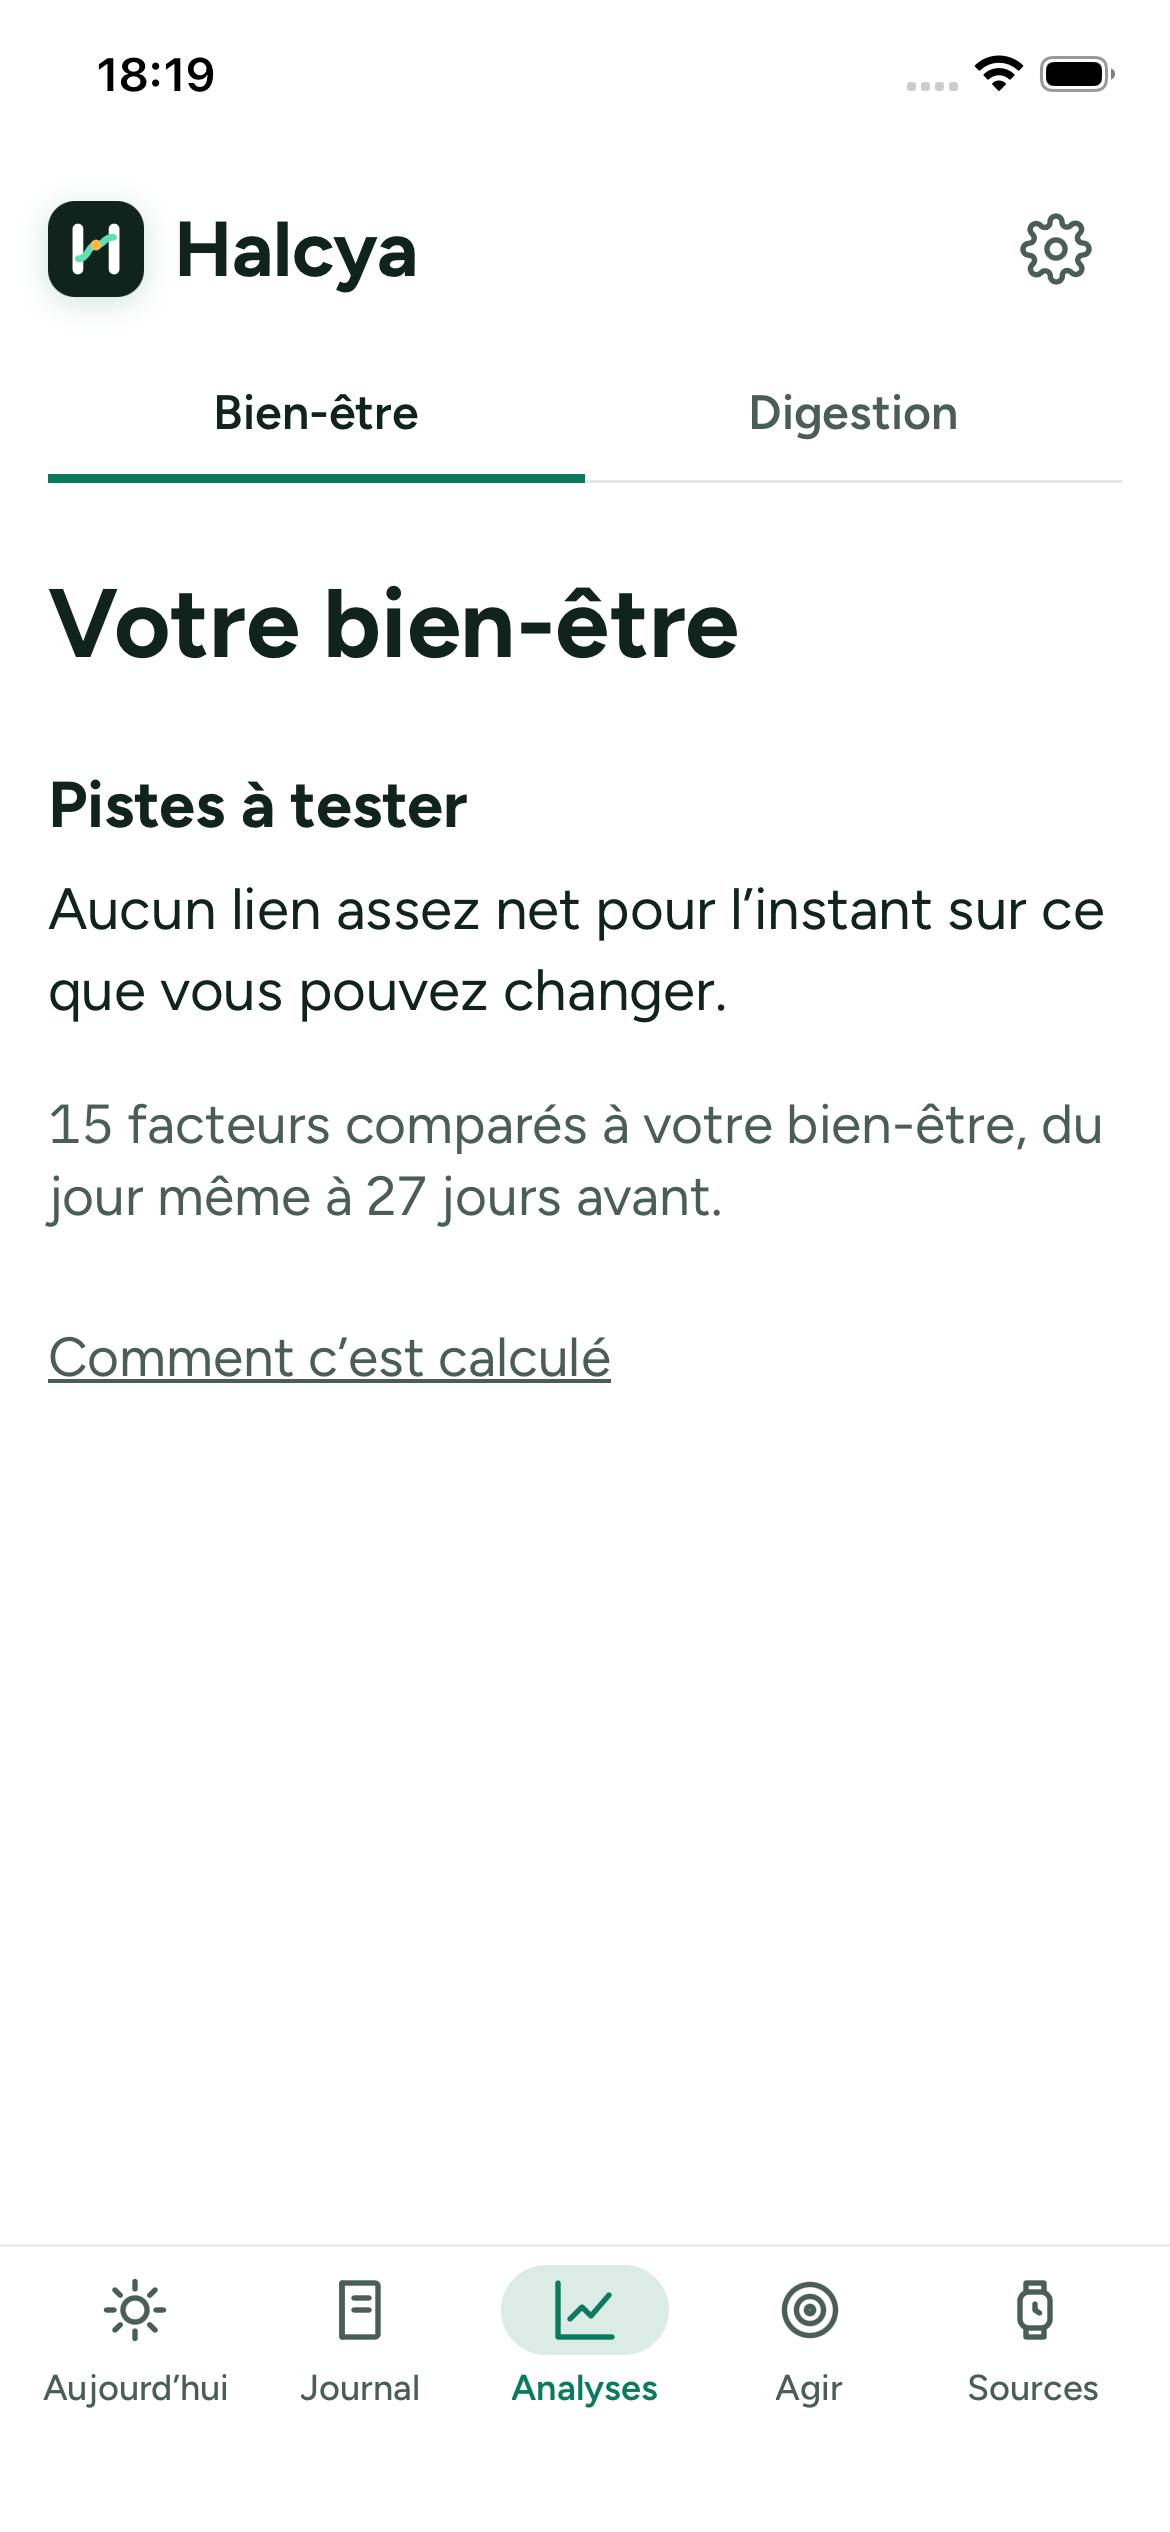 18:19
Halcya
Bien-être
Digestion
Votre bien-être
Pistes à tester
Aucun lien assez net pour l’instant sur ce
que vous pouvez changer.
15 facteurs comparés à votre bien-être, du
jour même à 27 jours avant.
Comment c’est calculé
Aujourd’hui
Journal
Analyses
Agir
Sources